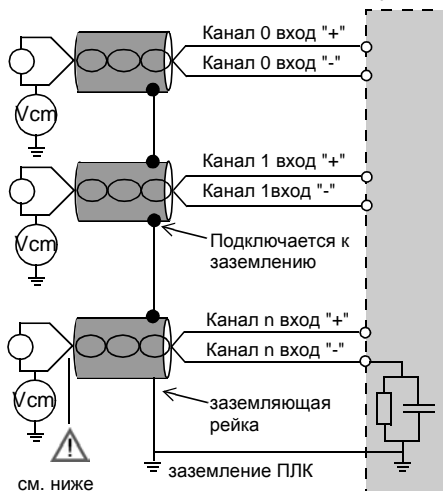 Канал 0 вход "+"
Канал 0 вход "-"
Vcm
Канал 1 вход "+"
Канал 1вход "-"
Vcm
Подключается к
заземлению
Канал n вход "+"
Канал n вход "-"
Vcm
заземляющая
рейка
заземление ПЛК
см. ниже